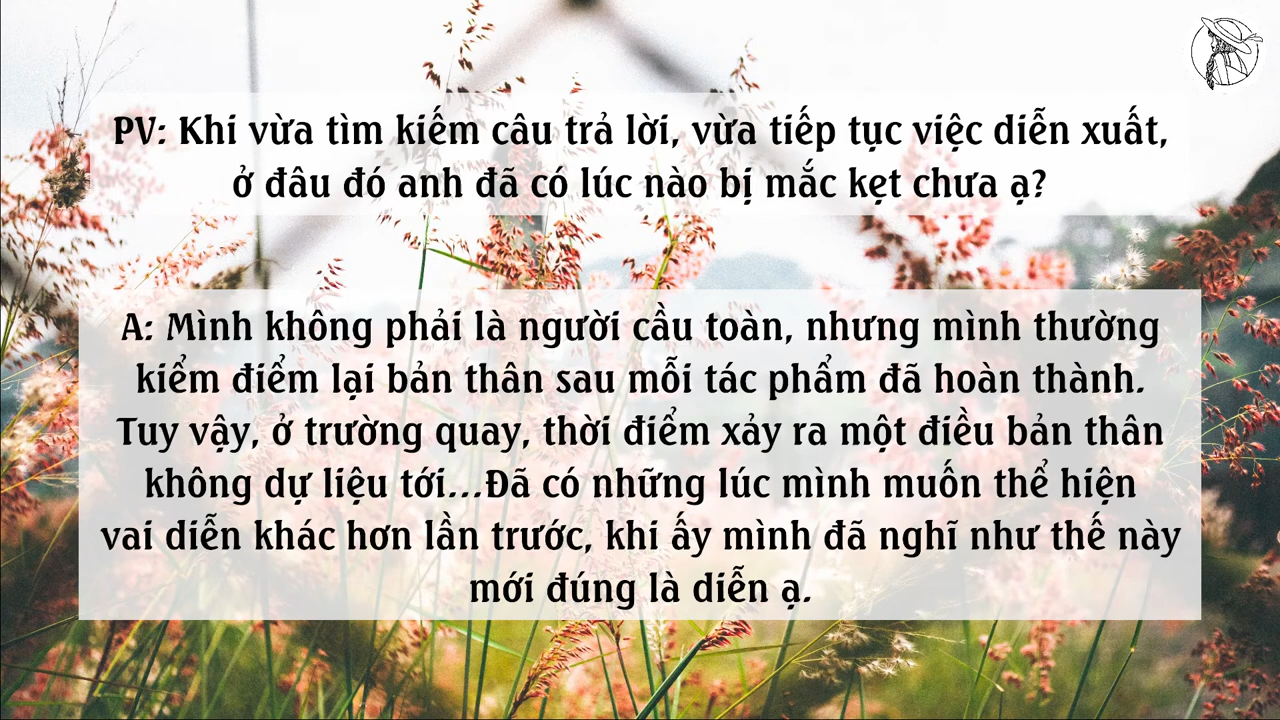 PV: Khi vừa tìm kiếm câu trả lời, vừa tiếp tục việc diễn xuất,
ở đâu đó anh đã có lúc nào bị mắc kẹt chưa ạ?
A: Mình không phải là người cầu toàn, nhưng mình thường
kiểm điểm lại bản thân sau mỗi tác phẩm đã hoàn thành.
Tuy vậy, ở trường quay, thời điểm xảy ra một điều bản thân
không dự liệu tới...Đã có những lúc mình muốn thể hiện
vai diễn khác hơn lần trước, khi ấy mình đã nghĩ như thế này
mới đúng là diễn ạ.